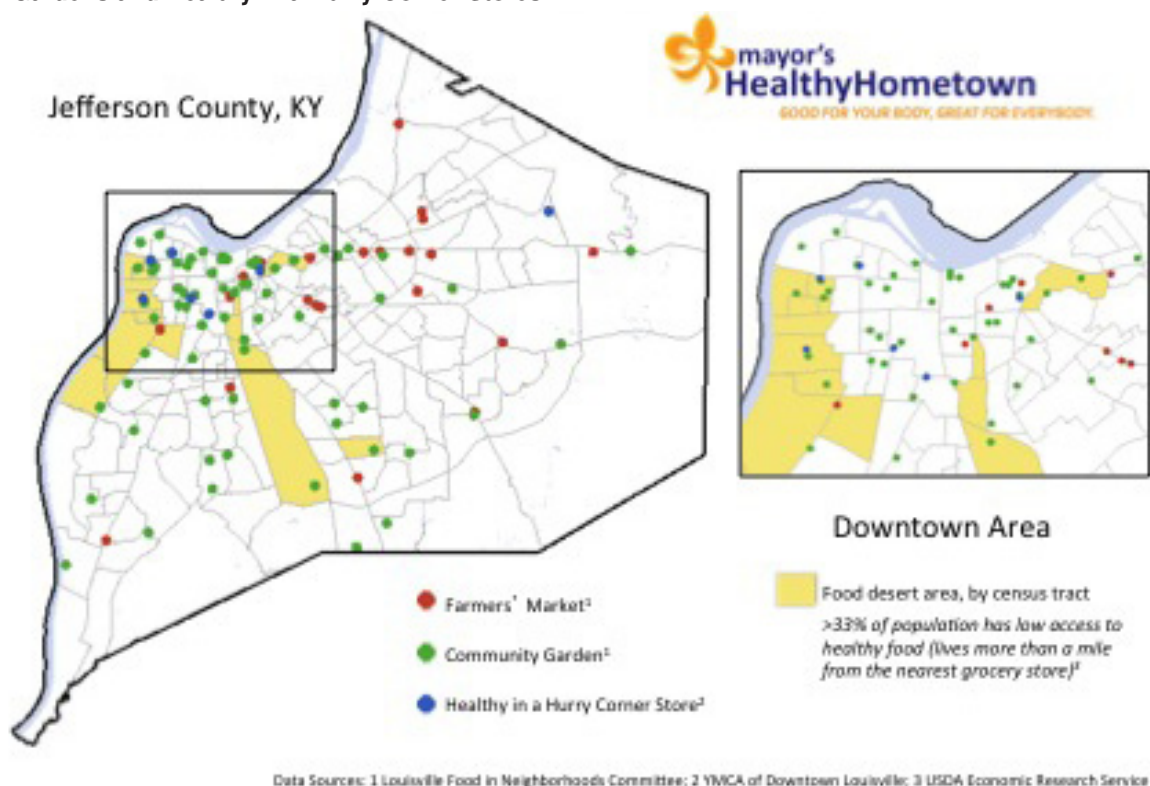 Jefferson County, KY
mayor's
HealthyHometown
GOOD FOR YOUR BODY, GREAT FOR EVERYBODY.
Downtown Area
Farmers' Market¹
Community Garden¹
Healthy in a Hurry Corner Store²
Food desert area, by census tract
>33% of population has low access to
healthy food (lives more than a mile
from the nearest grocery store)³
Data Sources: 1 Louisville Food in Neighborhoods Committee; 2 YMCA of Downtown Louisville; 3 USDA Economic Research Service